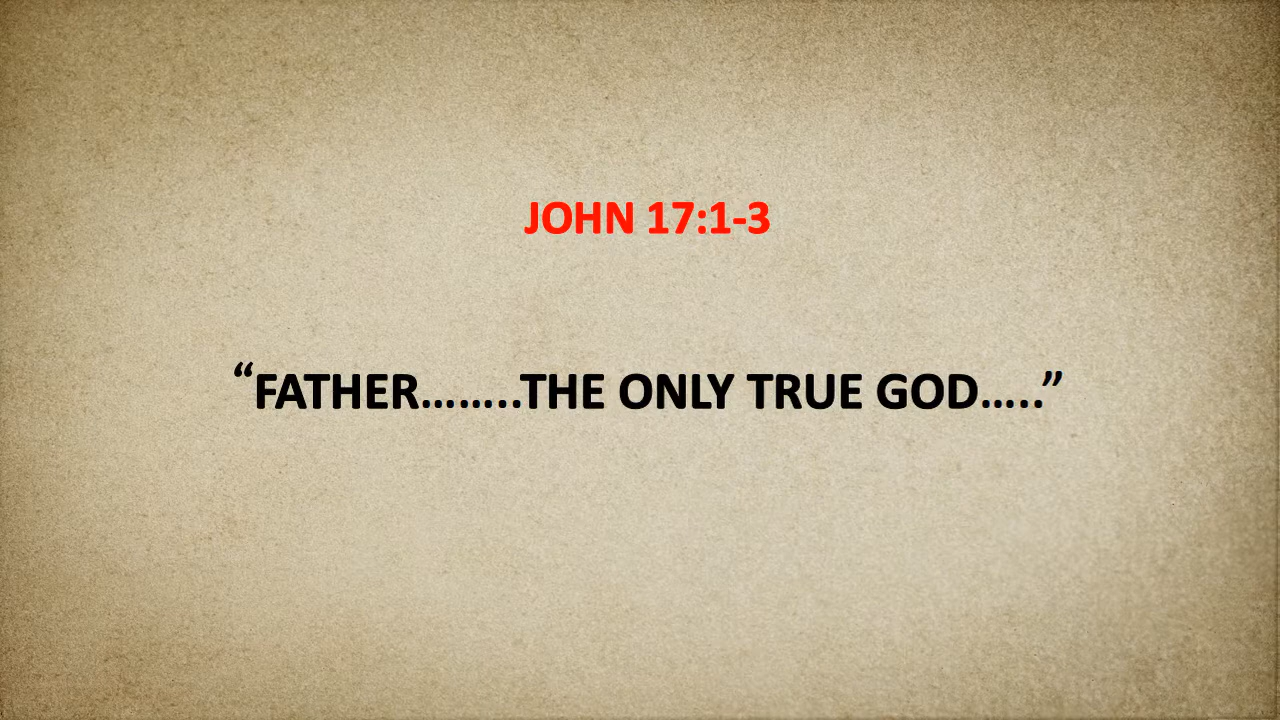 JOHN 17:1-3
“FATHER……..THE ONLY TRUE GOD…..”